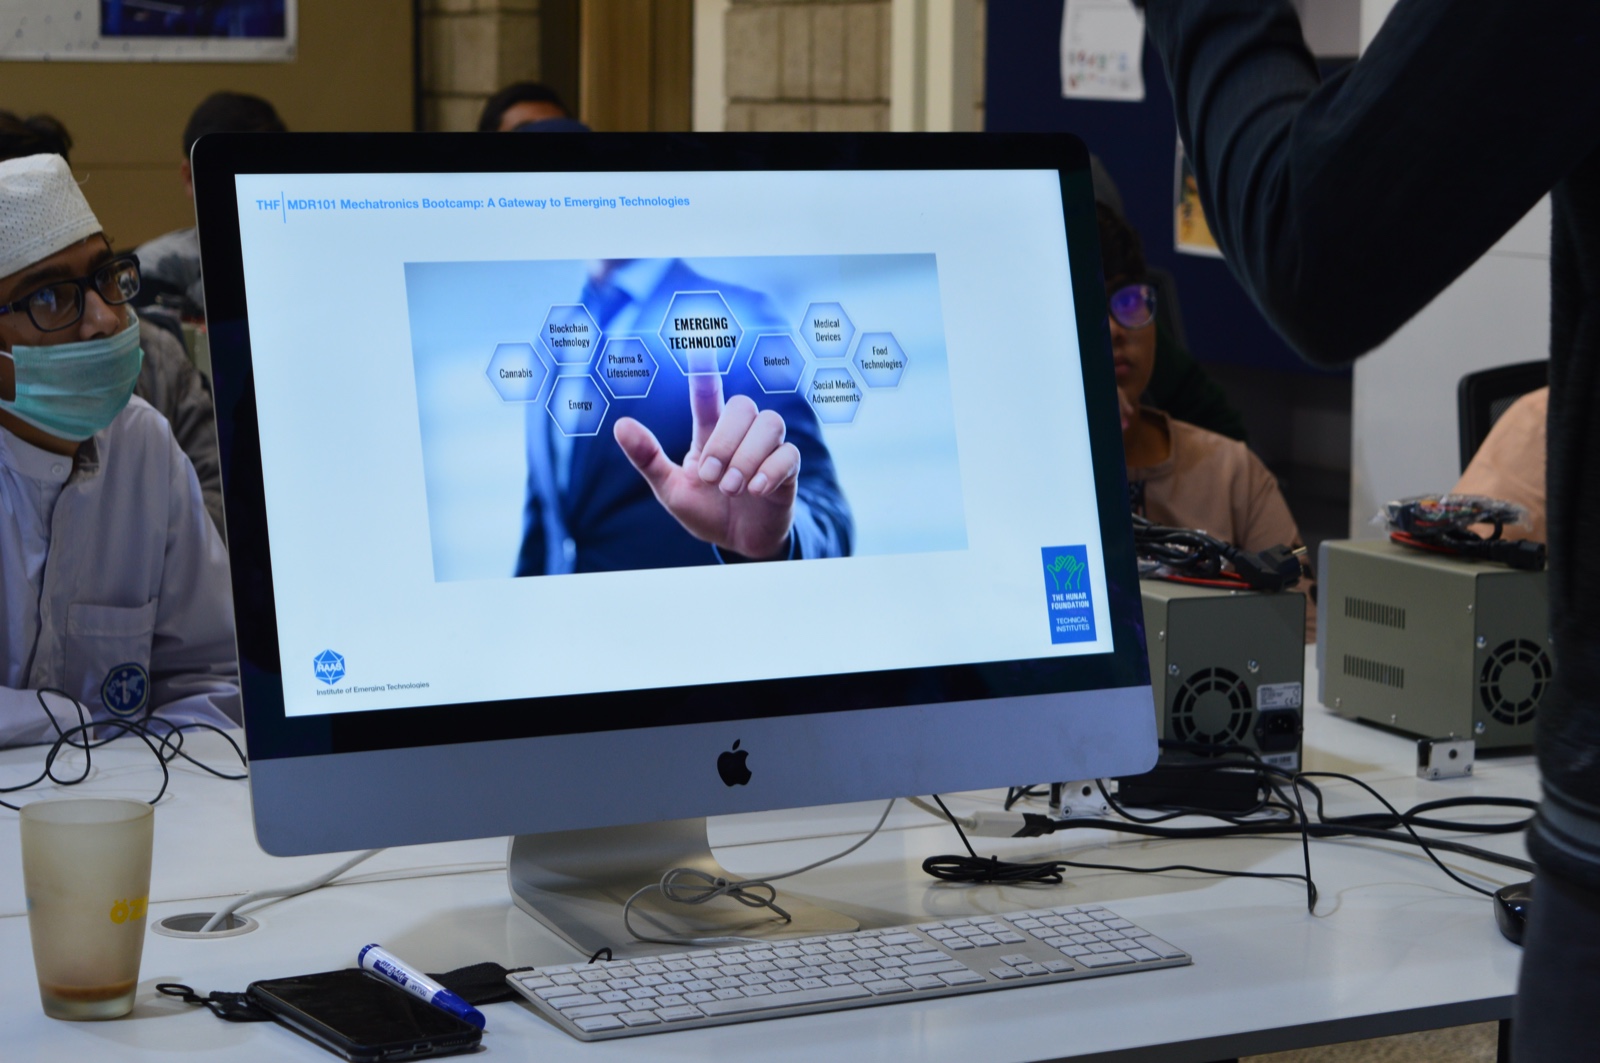 THF MDR101 Mechatronics Bootcamp: A Gateway to Emerging Technologies
EMERGING
TECHNOLOGY
Blockchain
Technology
Cannabis
Pharma &
Lifesciences
Energy
Biotech
Medical
Devices
Food
Technologies
Social Media
Advancements
THE HUNAR
FOUNDATION
TECHNICAL
INSTITUTES
Institute of Emerging Technologies